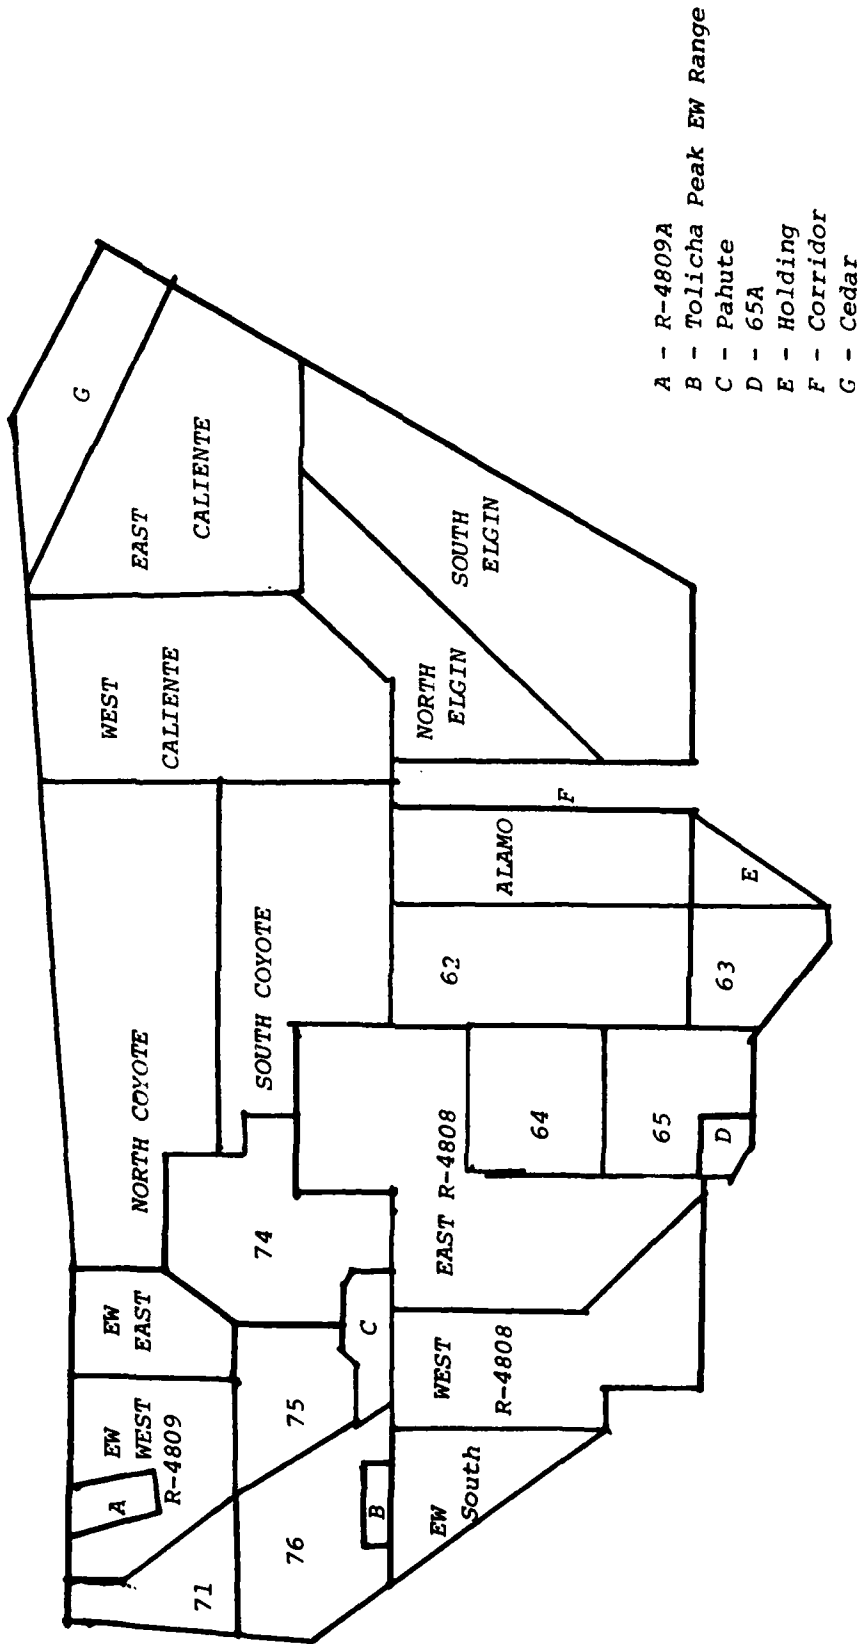 A
EW
WEST
R-4809
EW
EAST
NORTH COYOTE
WEST
CALIENTE
EAST
CALIENTE
G
71
76
75
74
SOUTH COYOTE
B
C
EW
South
WEST
R-4808
EAST R-4808
62
ALAMO
NORTH
ELGIN
SOUTH
ELGIN
64
65
D
63
E
F
A - R-4809A
B - Tolicha Peak EW Range
C - Pahute
D - 65A
E - Holding
F - Corridor
G - Cedar